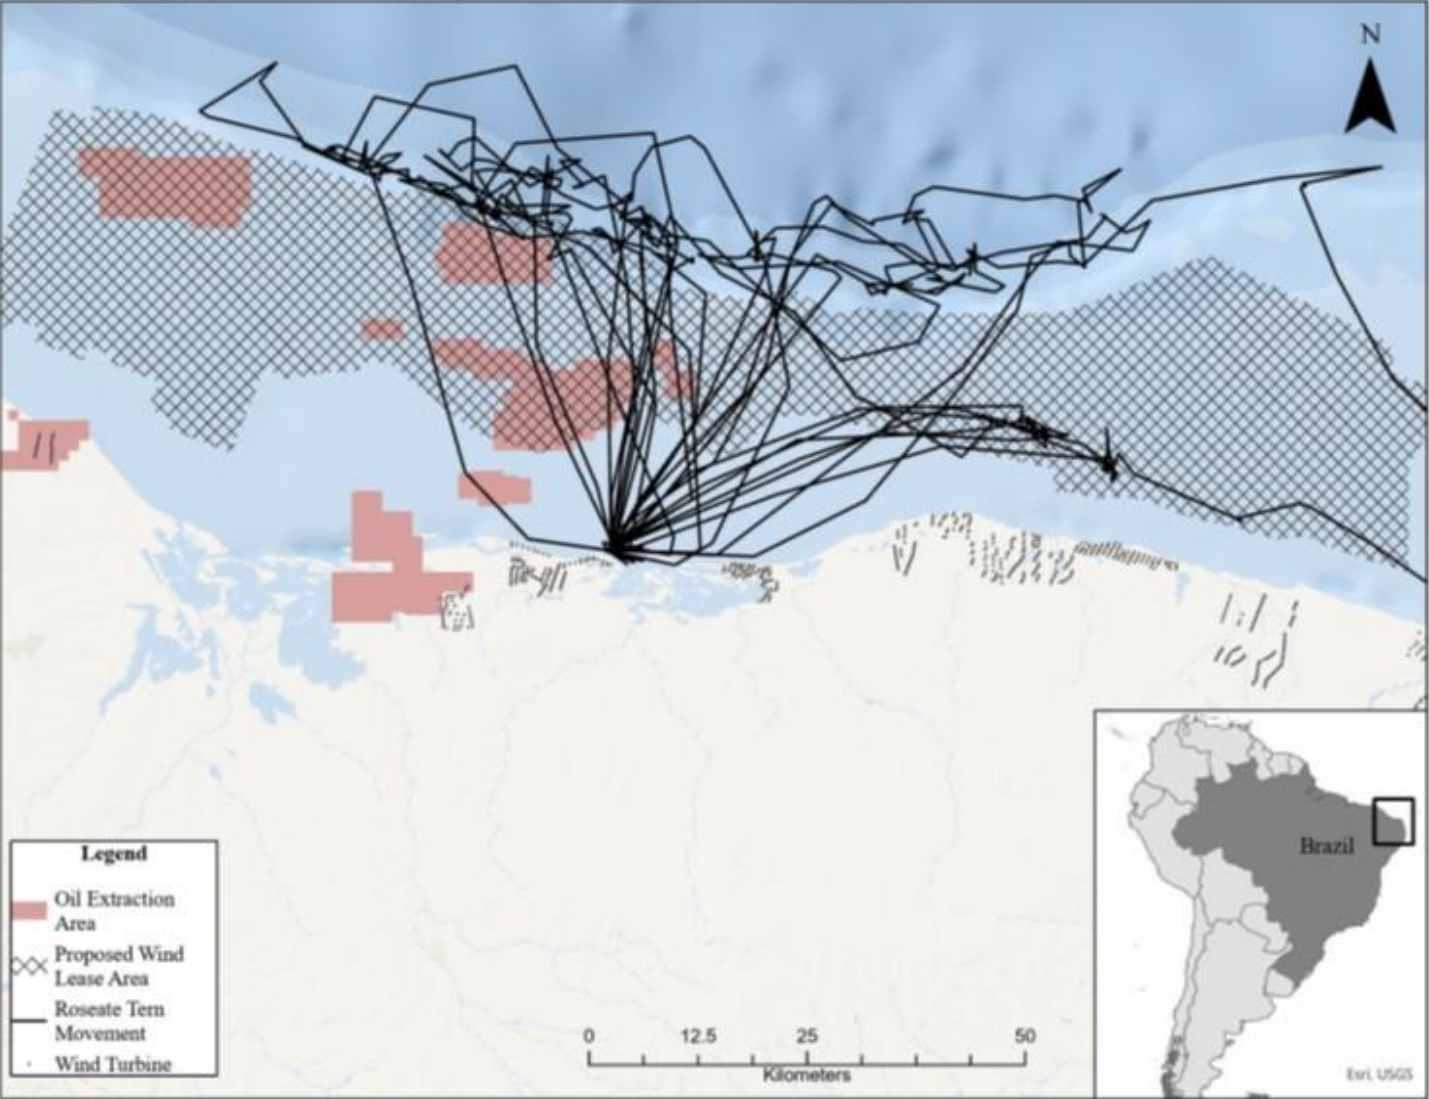 N
Brazil
Legend
Oil Extraction
Area
Proposed Wind
Lease Area
Roseate Tern
Movement
Wind Turbine
0 12.5 25 50
Kilometers
Esri, USGS